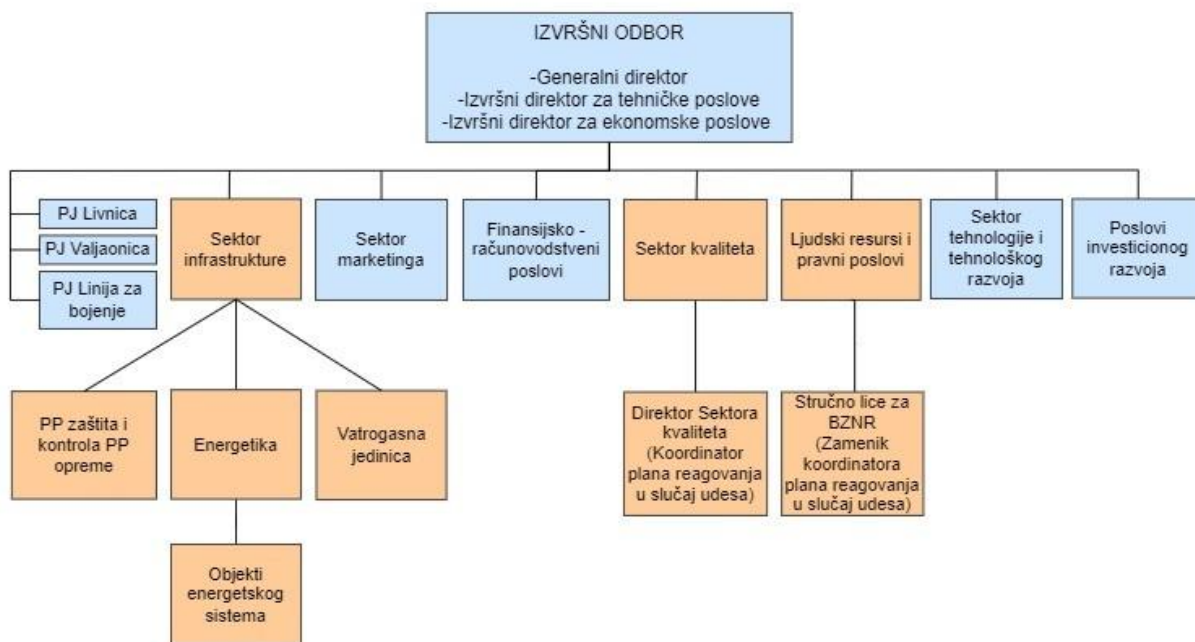 IZVRŠNI ODBOR
-Generalni direktor
-Izvršni direktor za tehničke poslove
-Izvršni direktor za ekonomske poslove
PJ Livnica
PJ Valjaonica
PJ Linija za
bojenje
Sektor
infrastrukture
Sektor
marketinga
Finansijsko -
računovodstveni
poslovi
Sektor kvaliteta
Ljudski resursi i
pravni poslovi
Sektor
tehnologije i
tehnološkog
razvoja
Poslovi
investicionog
razvoja
PP zaštita i
kontrola PP
opreme
Energetika
Vatrogasna
jedinica
Direktor Sektora
kvaliteta
(Koordinator
plana reagovanja
u slučaj udesa)
Stručno lice za
BZNR
(Zamenik
koordinatora
plana reagovanja
u slučaj udesa)
Objekti
energetskog
sistema